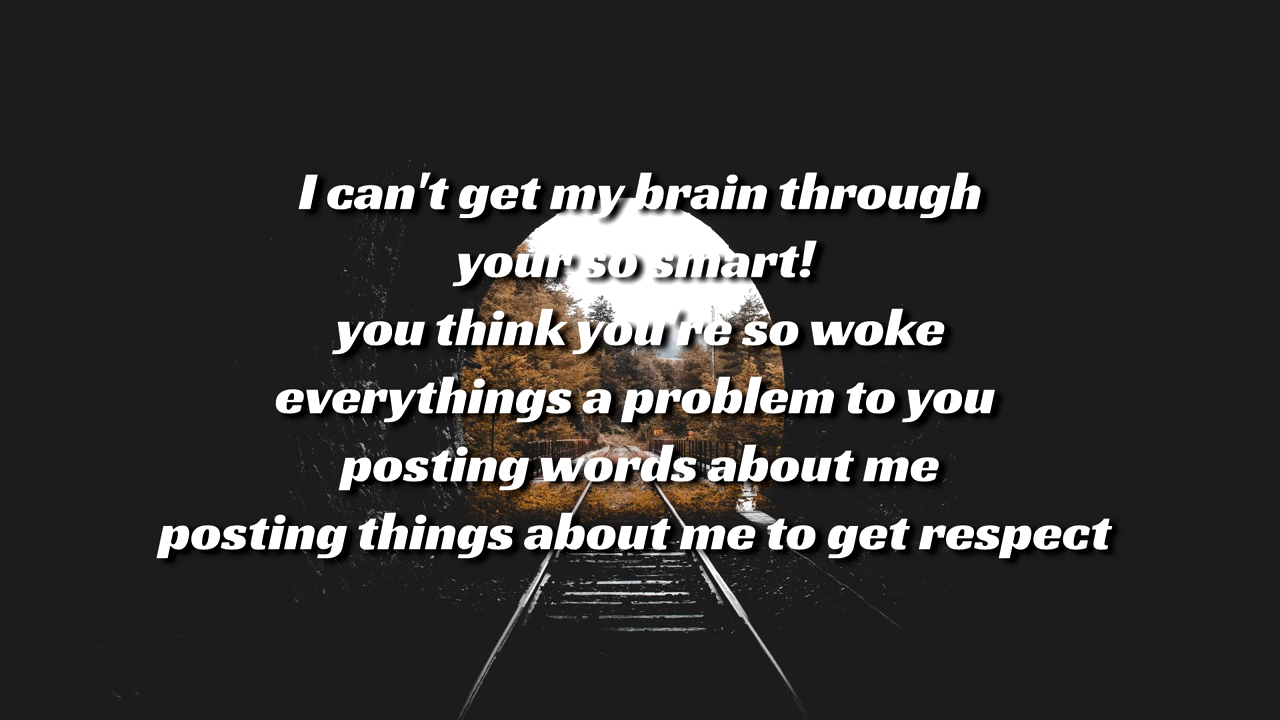 I can't get my brain through
your so smart!
you think you're so woke
everythings a problem to you
posting words about me
posting things about me to get respect